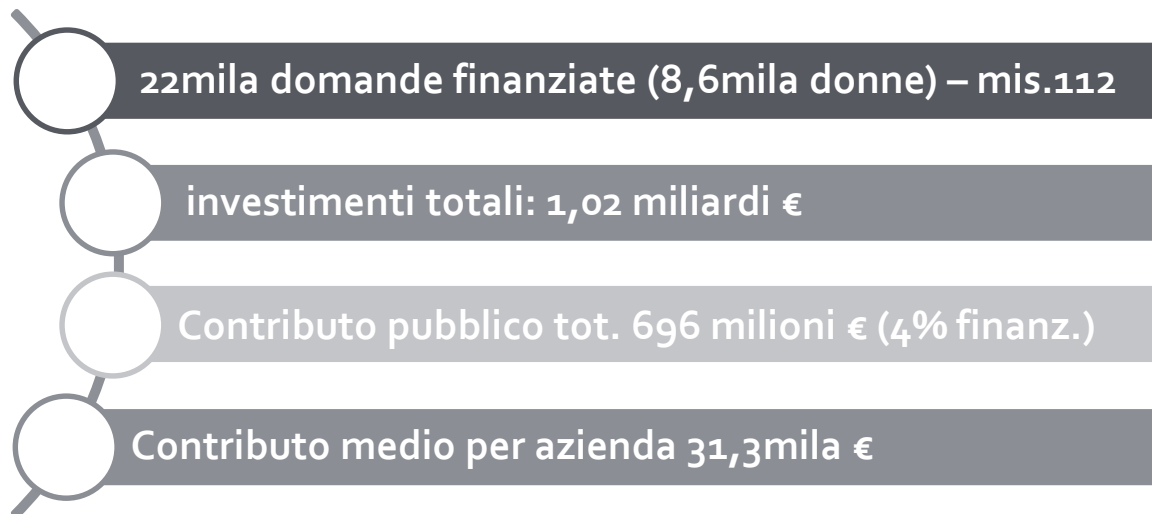 22mila domande finanziate (8,6mila donne) – mis.112
investimenti totali: 1,02 miliardi €
Contributo pubblico tot. 696 milioni € (4% finanz.)
Contributo medio per azienda 31,3mila €